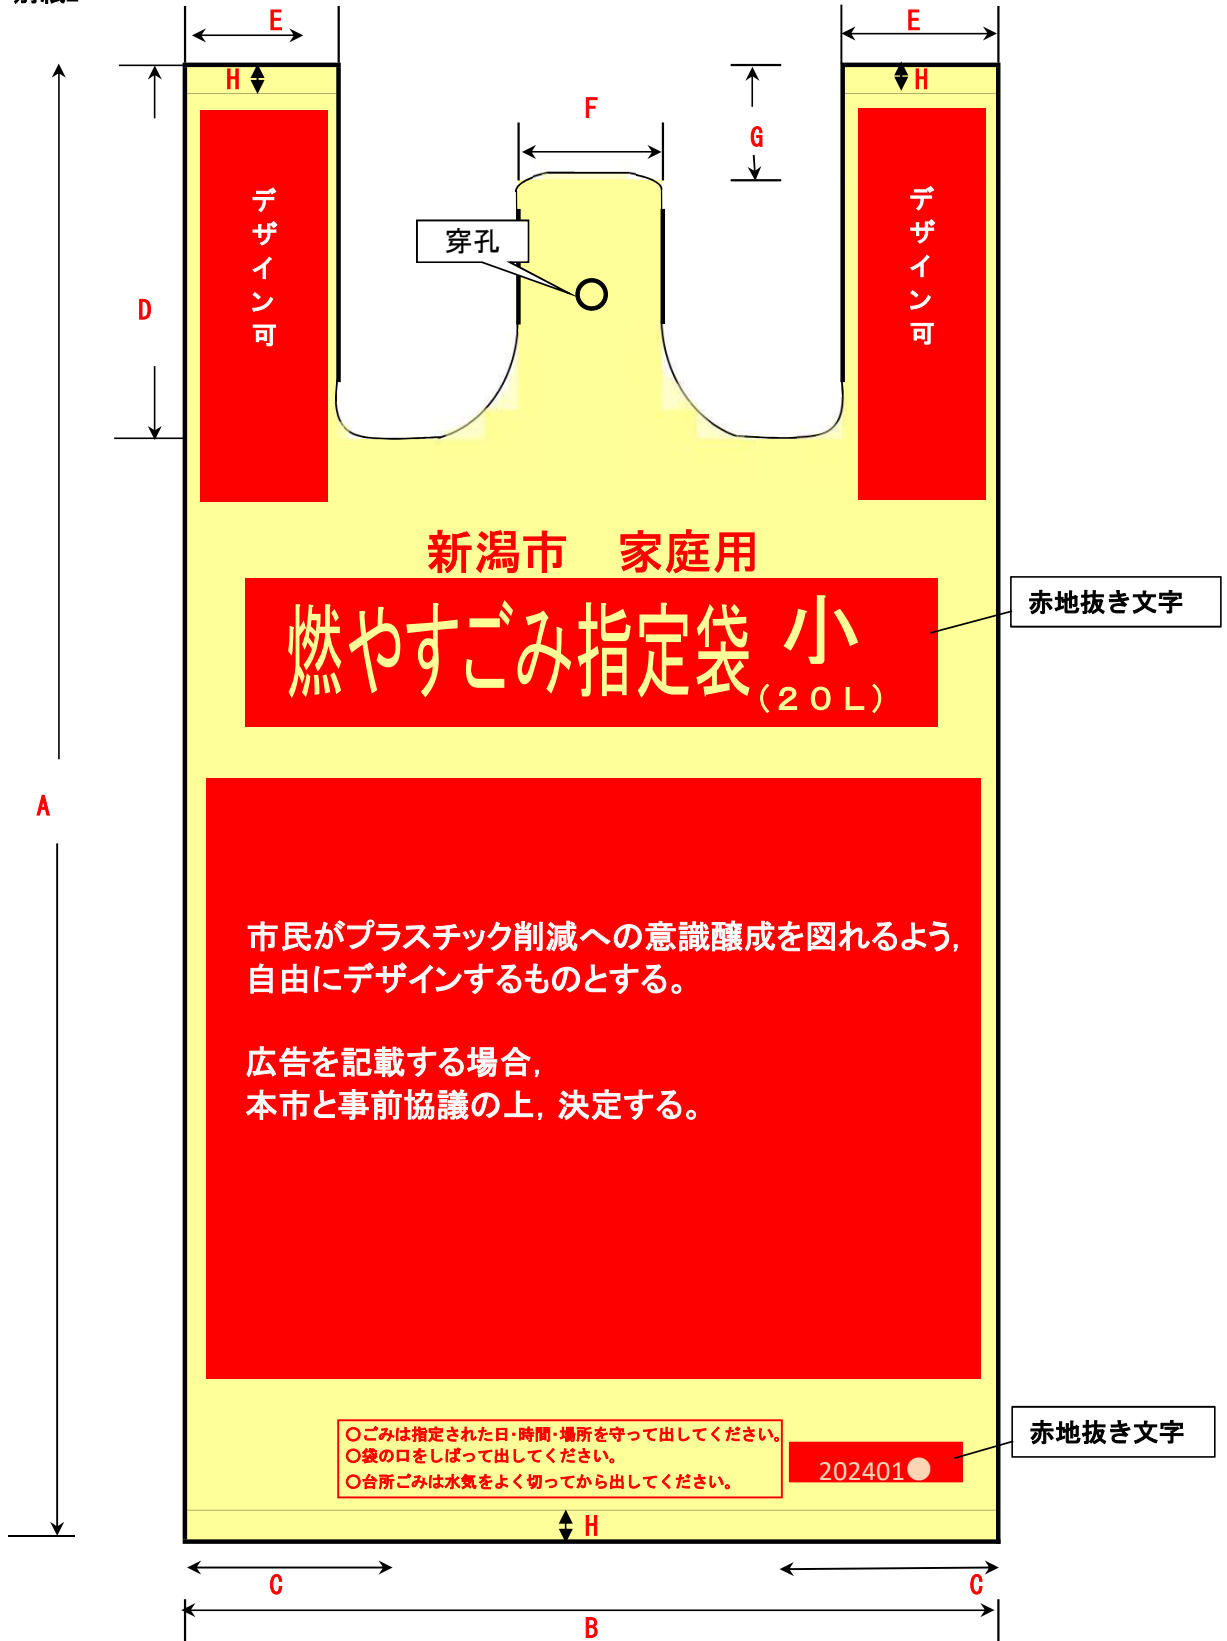 E
E
H
H
F
G
デザイン可
デザイン可
穿孔
D
新潟市　家庭用
燃やすごみ指定袋 小
（２０Ｌ）
赤地抜き文字
A
市民がプラスチック削減への意識醸成を図れるよう，
自由にデザインするものとする。
広告を記載する場合，
本市と事前協議の上，決定する。
○ごみは指定された日・時間・場所を守って出してください。
○袋の口をしばって出してください。
○台所ごみは水気をよく切ってから出してください。
202401●
赤地抜き文字
H
C
C
B